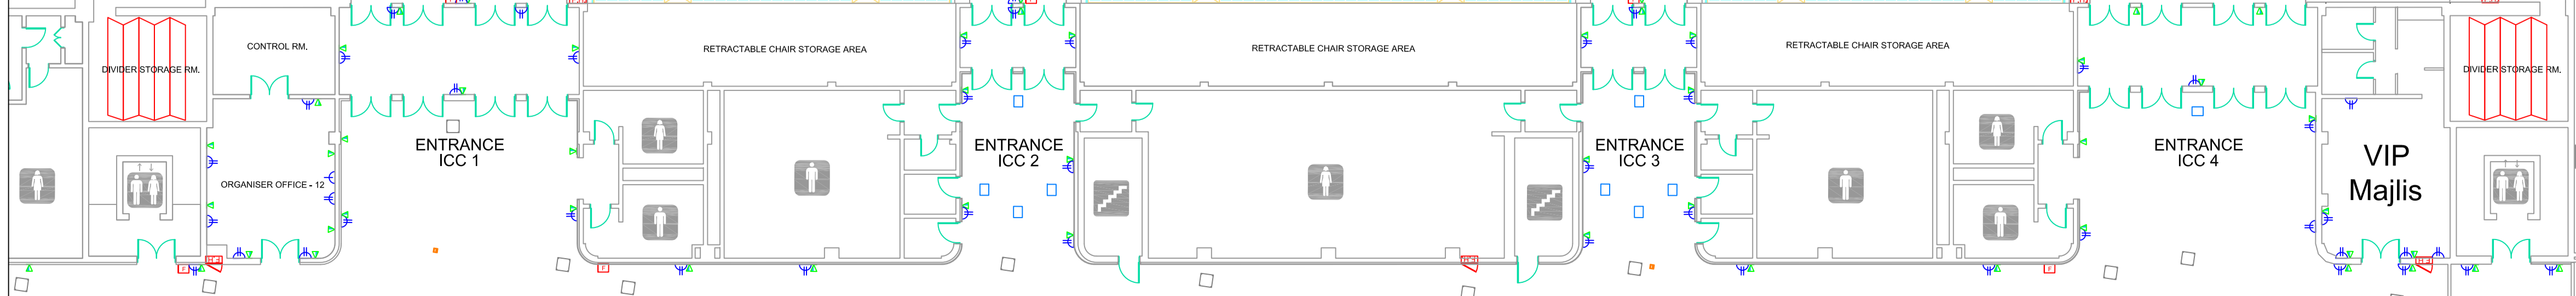 CONTROL RM.
DIVIDER STORAGE RM.
RETRACTABLE CHAIR STORAGE AREA
RETRACTABLE CHAIR STORAGE AREA
RETRACTABLE CHAIR STORAGE AREA
DIVIDER STORAGE RM.
ENTRANCE
ICC 1
ENTRANCE
ICC 2
ENTRANCE
ICC 3
ENTRANCE
ICC 4
VIP
Majlis
ORGANISER OFFICE - 12
F
F.H
F
F.H
F
F.H